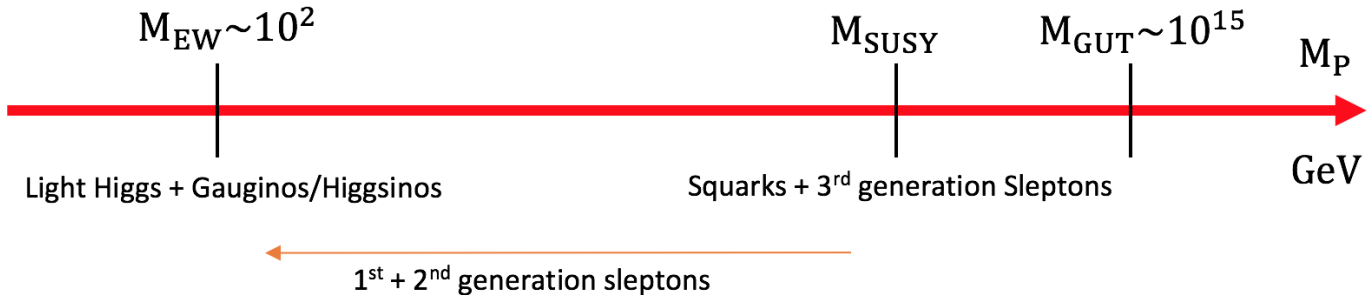 M_EW~10^2 M_SUSY M_GUT~10^15 M_P
Light Higgs + Gauginos/Higgsinos Squarks + 3rd generation Sleptons GeV
1st + 2nd generation sleptons